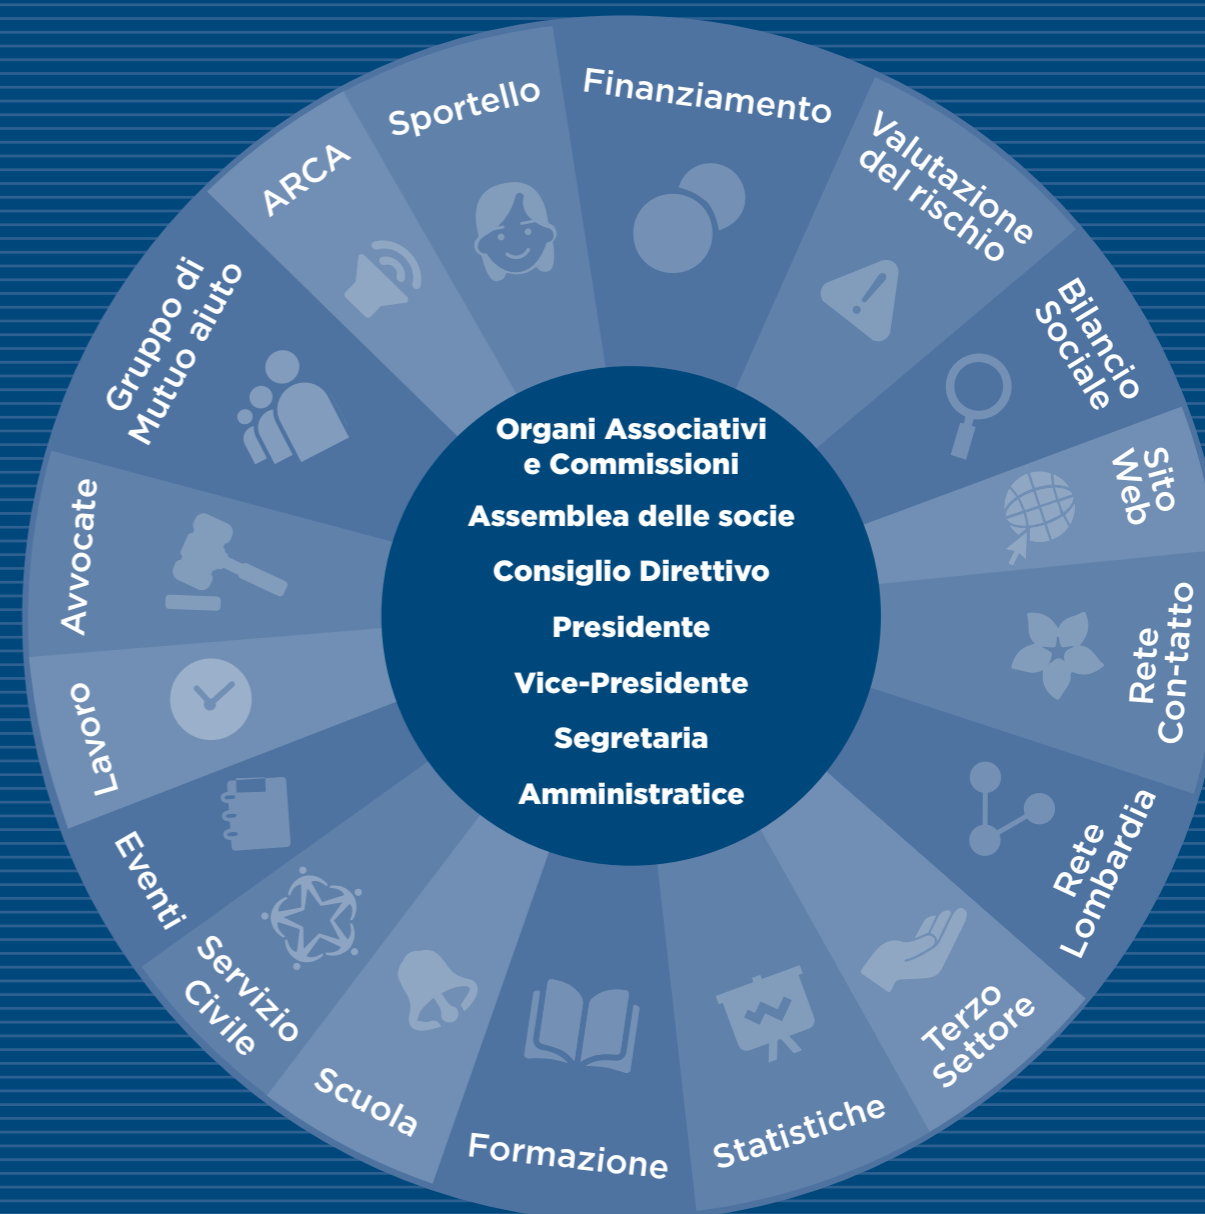 Finanziamento
Valutazione
del rischio
Bilancio
Sociale
Sito
Web
Rete
Con-tatto
Rete
Lombardia
Terzo
Settore
Statistiche
Formazione
Scuola
Servizio
Civile
Eventi
Lavoro
Avvocate
Gruppo di
Mutuo aiuto
ARCA
Sportello
Organi Associativi
e Commissioni
Assemblea delle socie
Consiglio Direttivo
Presidente
Vice-Presidente
Segretaria
Amministratice